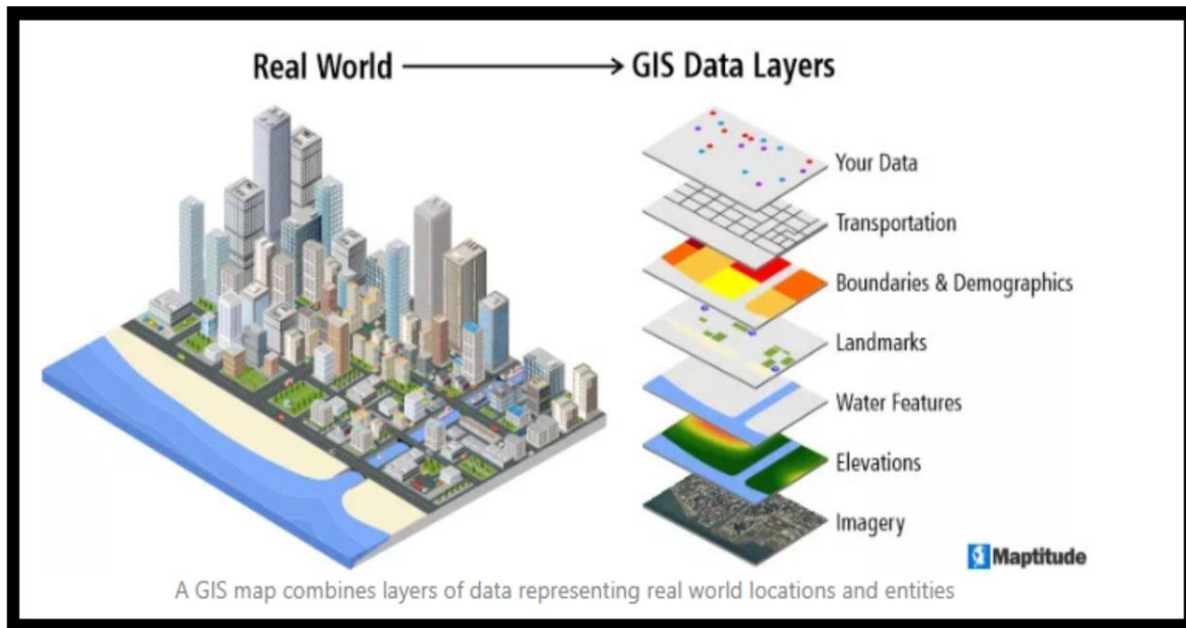 Real World
GIS Data Layers
Your Data
Transportation
Boundaries & Demographics
Landmarks
Water Features
Elevations
Imagery
Maptitude
A GIS map combines layers of data representing real world locations and entities